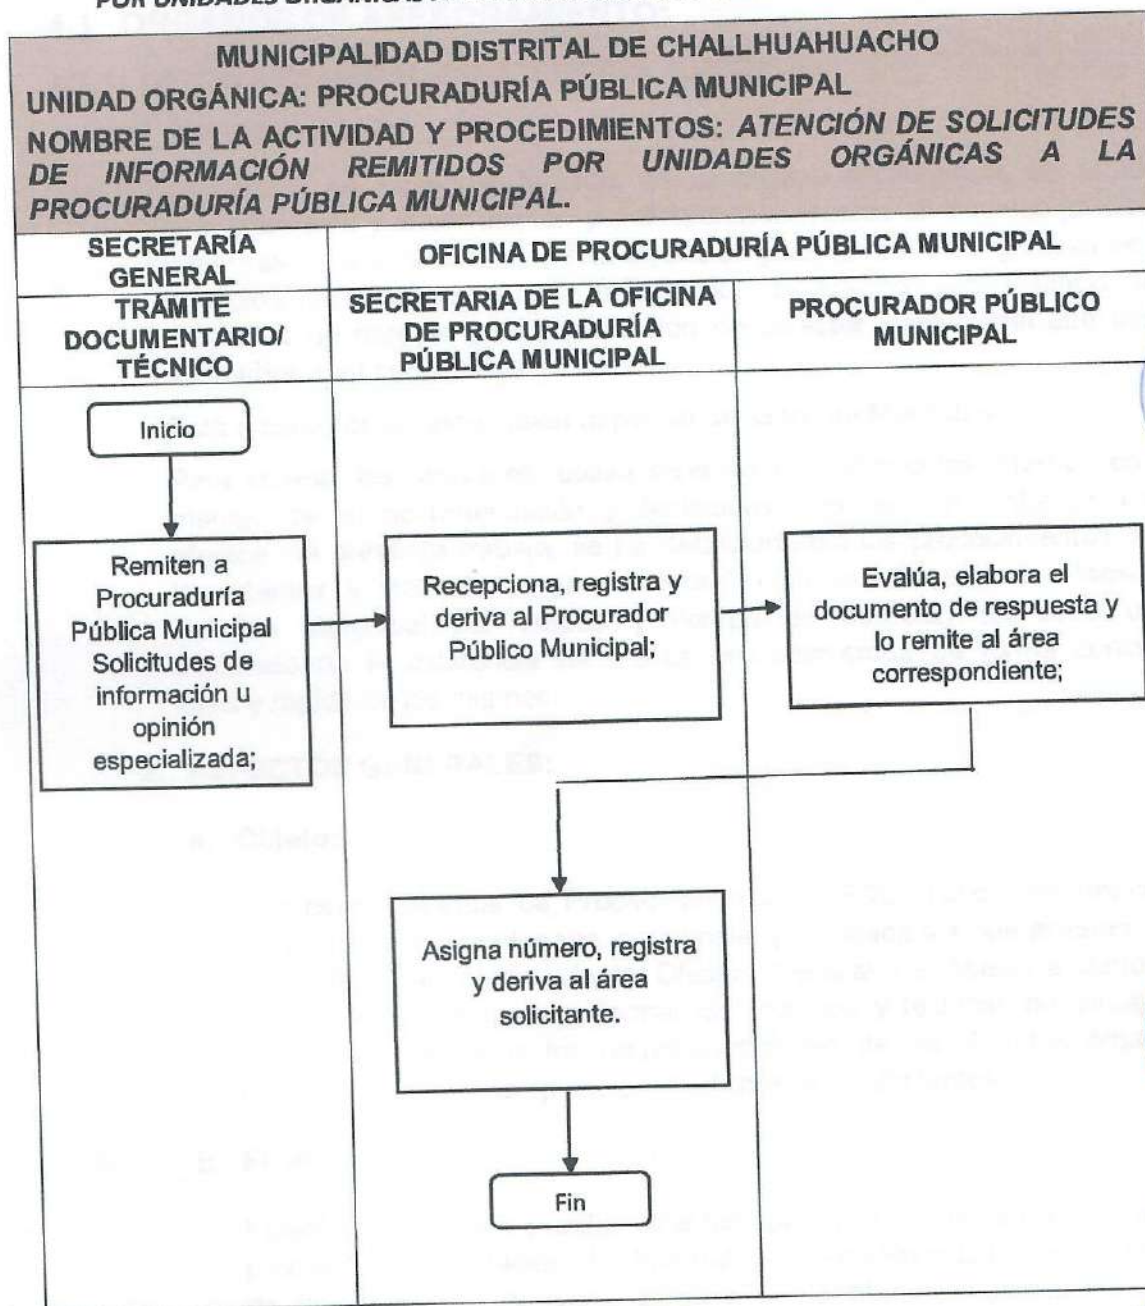 POR UNIDADES ORGÁNICAS
MUNICIPALIDAD DISTRITAL DE CHALLHUAHUACHO
UNIDAD ORGÁNICA: PROCURADURÍA PÚBLICA MUNICIPAL
NOMBRE DE LA ACTIVIDAD Y PROCEDIMIENTOS: ATENCIÓN DE SOLICITUDES
DE INFORMACIÓN REMITIDOS POR UNIDADES ORGÁNICAS A LA
PROCURADURÍA PÚBLICA MUNICIPAL.
SECRETARÍA
GENERAL
OFICINA DE PROCURADURÍA PÚBLICA MUNICIPAL
TRÁMITE
DOCUMENTARIO/
TÉCNICO
SECRETARIA DE LA OFICINA
DE PROCURADURÍA
PÚBLICA MUNICIPAL
PROCURADOR PÚBLICO
MUNICIPAL
Inicio
Remiten a
Procuraduría
Pública Municipal
Solicitudes de
información u
opinión
especializada;
Recepciona, registra y
deriva al Procurador
Público Municipal;
Evalúa, elabora el
documento de respuesta y
lo remite al área
correspondiente;
Asigna número, registra
y deriva al área
solicitante.
Fin